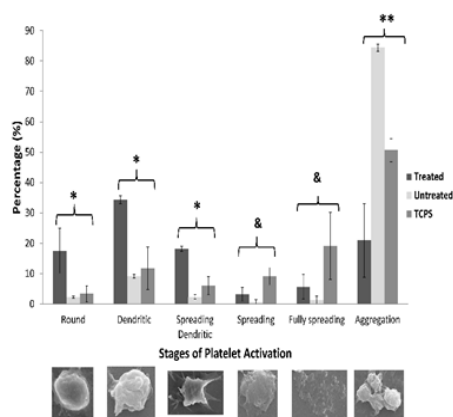 90
80
70
60
50
40
30
20
10
0
Percentage (%)
*
*
*
&
&
**
Treated
Untreated
TCPS
Round
Dendritic
Spreading
Dendritic
Spreading
Fully spreading
Aggregation
Stages of Platelet Activation